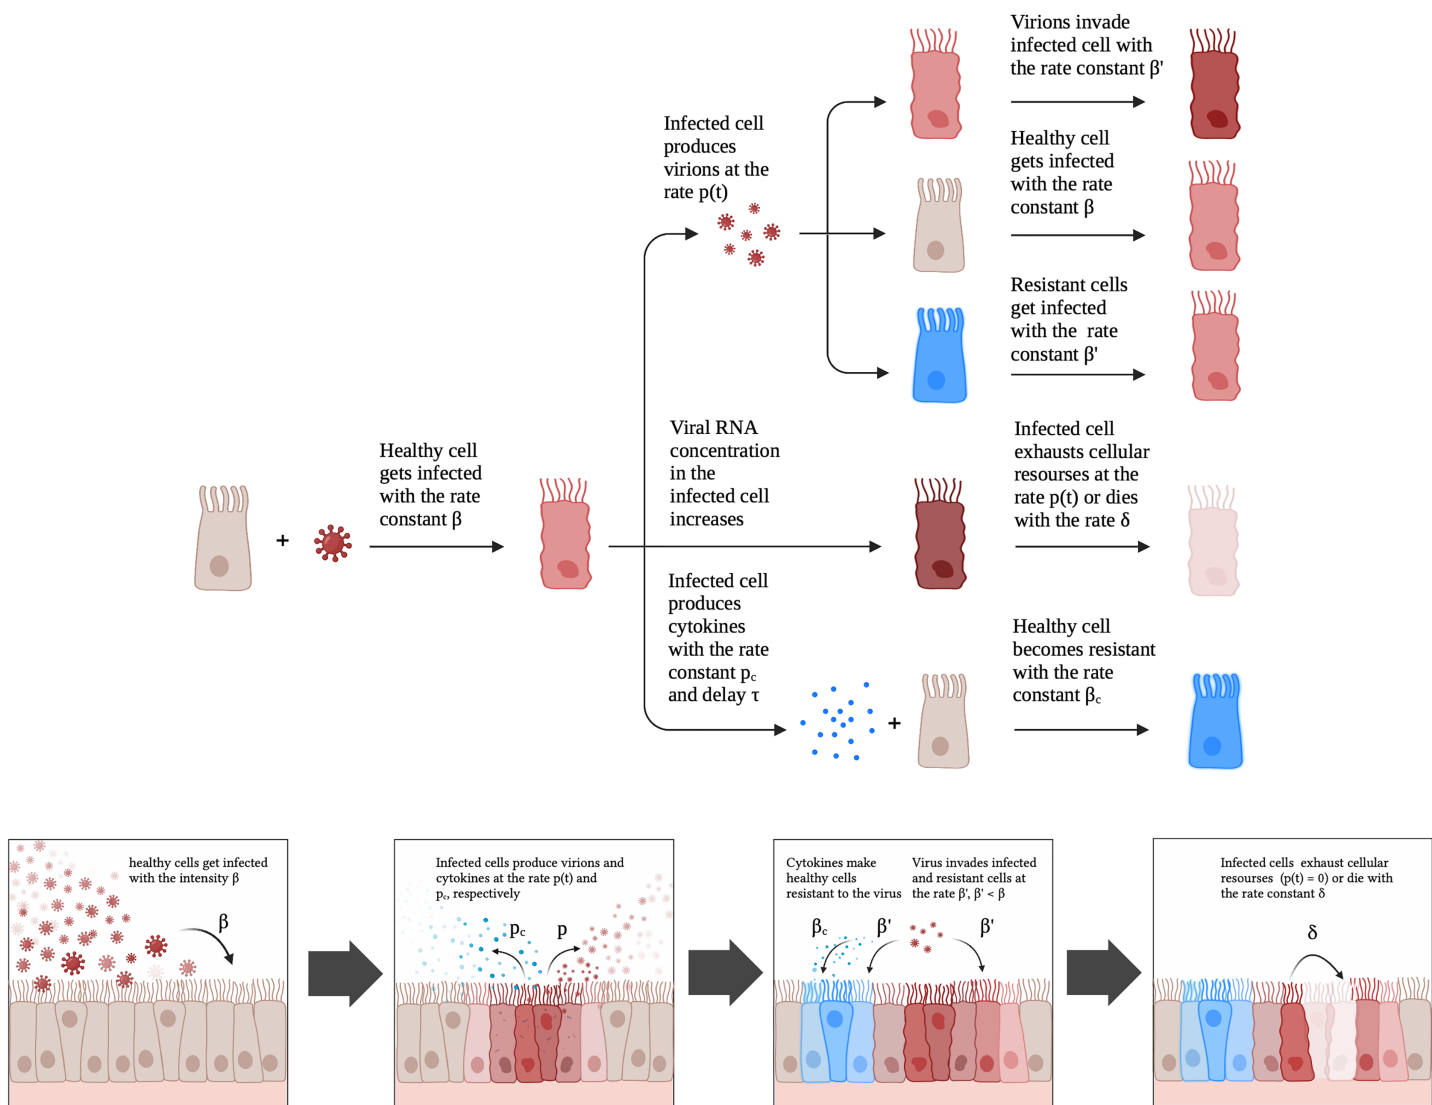 Virions invade
infected cell with
the rate constant β'
Infected cell
produces
virions at the
rate p(t)
Healthy cell
gets infected
with the rate
constant β
Resistant cells
get infected
with the rate
constant β'
Healthy cell
gets infected
with the rate
constant β
+
Viral RNA
concentration
in the
infected cell
increases
Infected cell
exhausts cellular
resourses at the
rate p(t) or dies
with the rate δ
Infected cell
produces
cytokines
with the rate
constant pc
and delay τ
+
Healthy cell
becomes resistant
with the rate
constant βc
healthy cells get infected
with the intensity β
β
Infected cells produce virions and
cytokines at the rate p(t) and
pc, respectively
pc
p
Cytokines make
healthy cells
resistant to the virus
Virus invades infected
and resistant cells at
the rate β', β' < β
βc
β'
β'
Infected cells exhaust cellular
resourses (p(t) = 0) or die with
the rate constant δ
δ